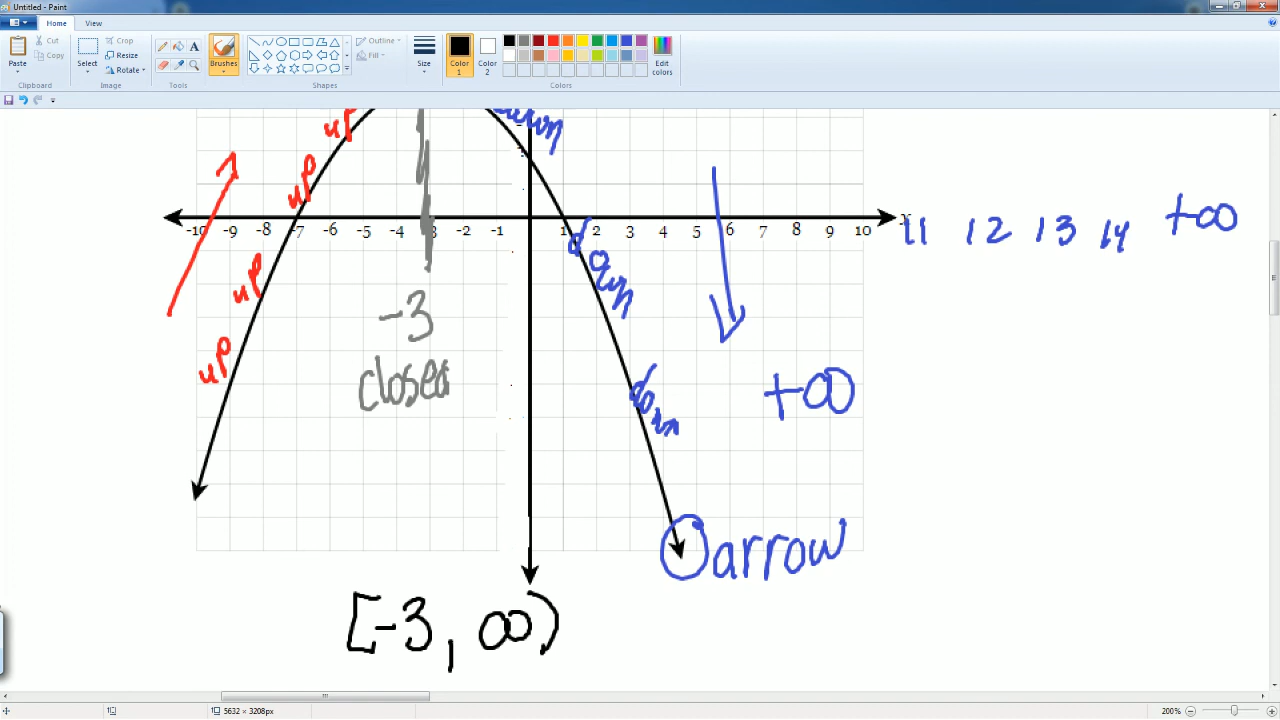 Untitled - Paint
Home View
Paste
Cut
Copy
Clipboard
Select
Crop
Resize
Rotate
Image
A
Tools
Brushes
Outline
Fill
Shapes
Size
Color 1
Color 2
Edit colors
Colors
up
up
up
up
down
down
down
-10 -9 -8 -7 -6 -5 -4 -3 -1 1 2 3 4 5 6 7 8 9 10
11 12 13 14 +∞
-3
closed
+∞
arrow
[-3, ∞)
5632 × 3208px
200%